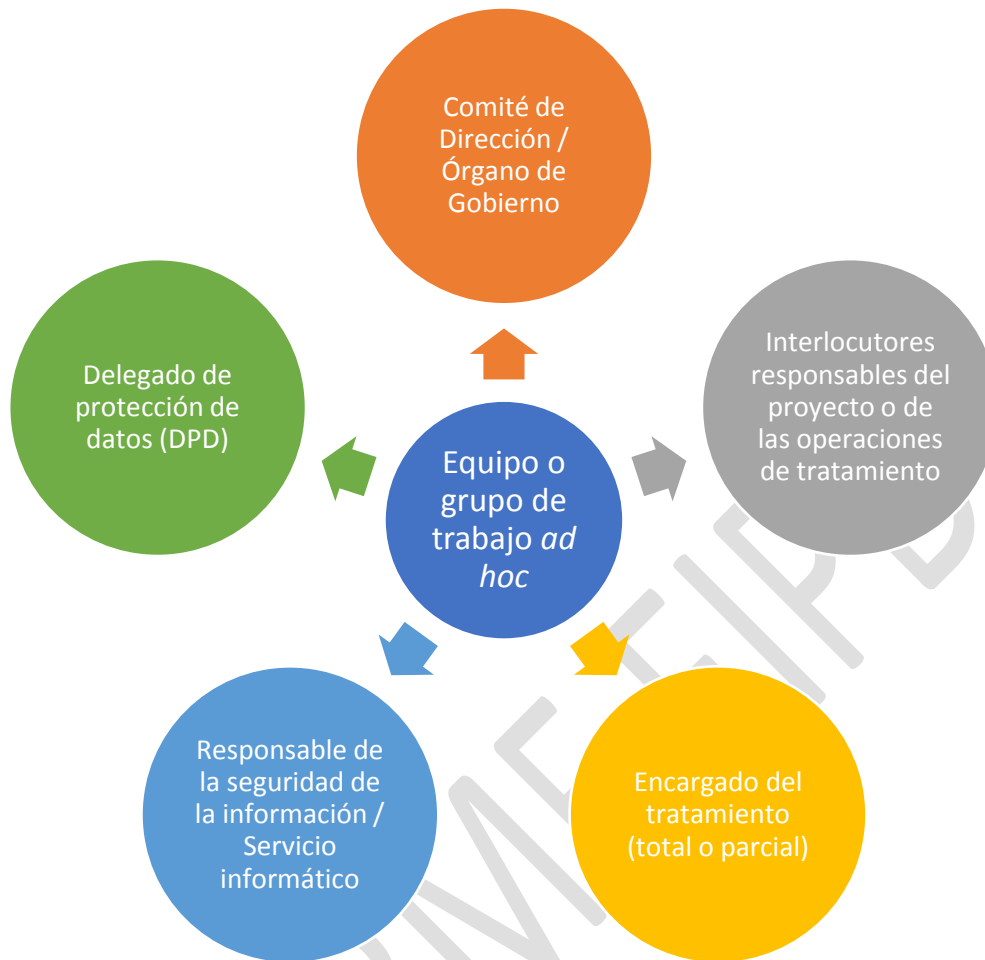 Comité de
Dirección /
Órgano de
Gobierno
Delegado de
protección de
datos (DPD)
Interlocutores
responsables del
proyecto o de
las operaciones
de tratamiento
Equipo o
grupo de
trabajo ad
hoc
Responsable de
la seguridad de
la información /
Servicio
informático
Encargado del
tratamiento
(total o parcial)